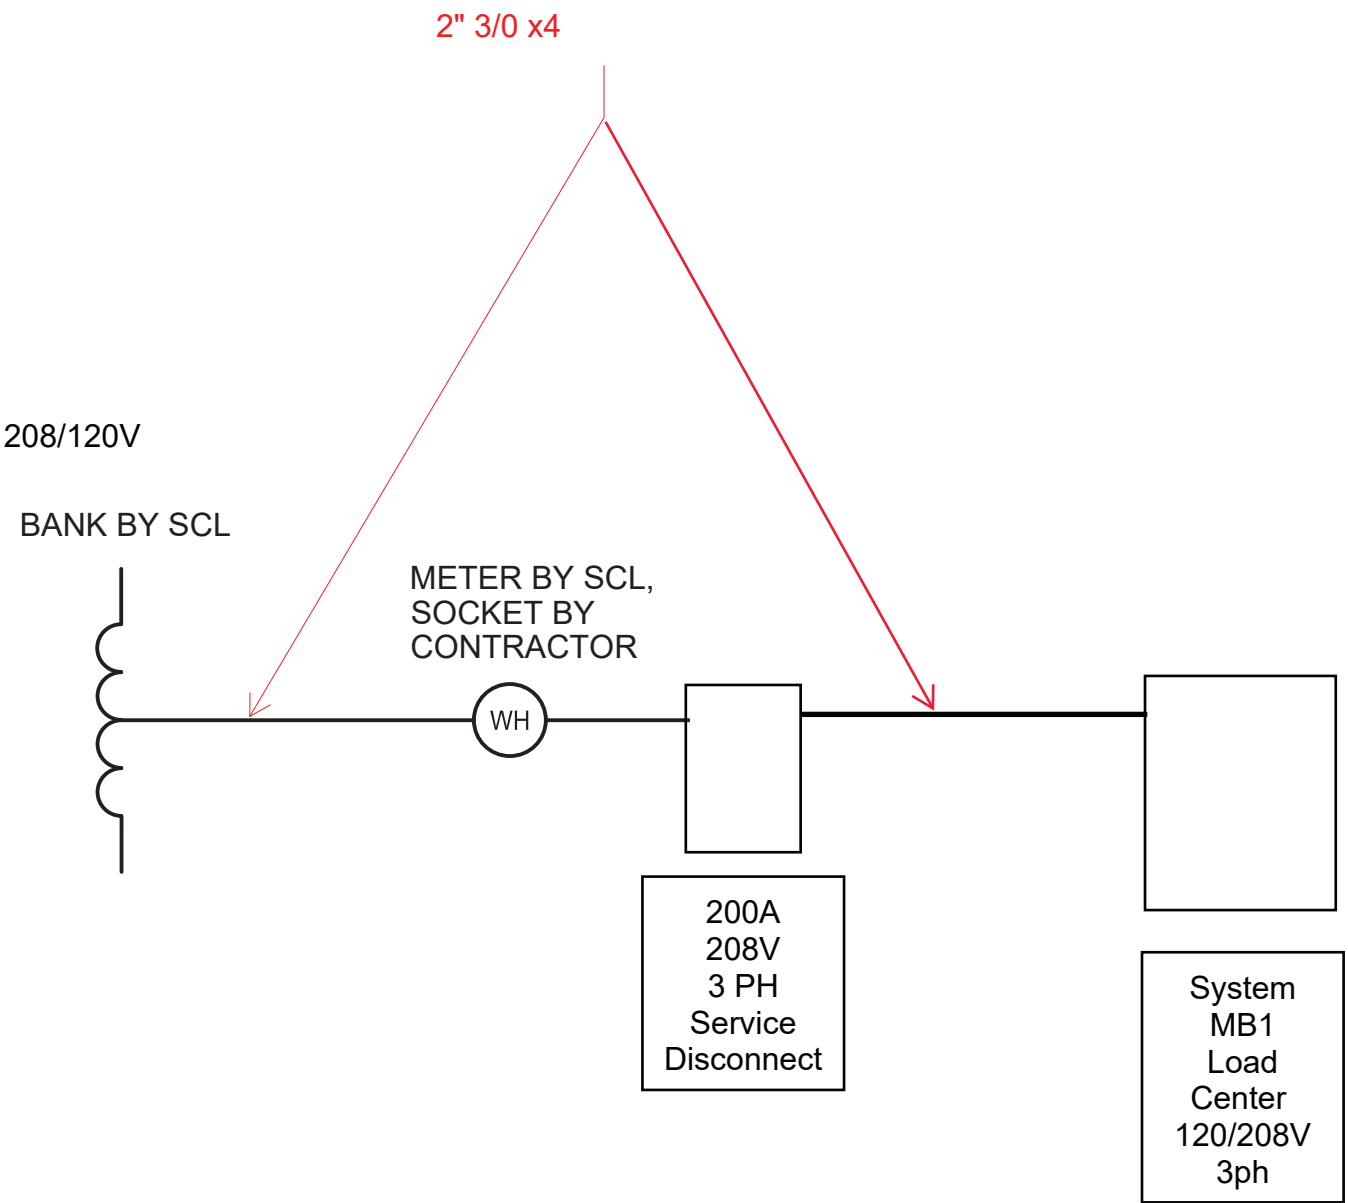 2" 3/0 x4
208/120V
BANK BY SCL
METER BY SCL,
SOCKET BY
CONTRACTOR
WH
200A
208V
3 PH
Service
Disconnect
System
MB1
Load
Center
120/208V
3ph